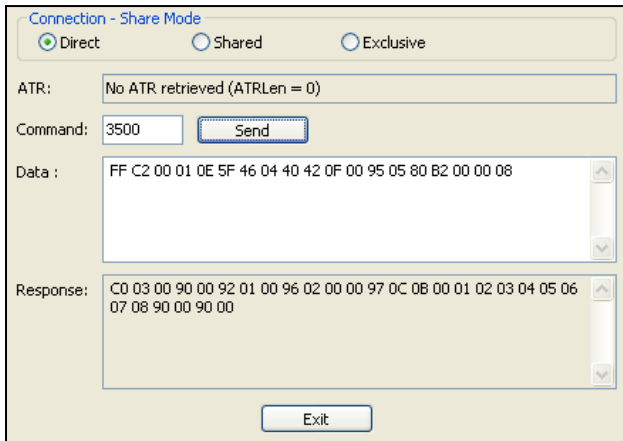 Connection - Share Mode
Direct Shared Exclusive
ATR: No ATR retrieved (ATRLen = 0)
Command: 3500 Send
Data : FF C2 00 01 0E 5F 46 04 40 42 0F 00 95 05 80 B2 00 00 08
Response: C0 03 00 90 00 92 01 00 96 02 00 00 97 0C 0B 00 01 02 03 04 05 06
07 08 90 00 90 00
Exit